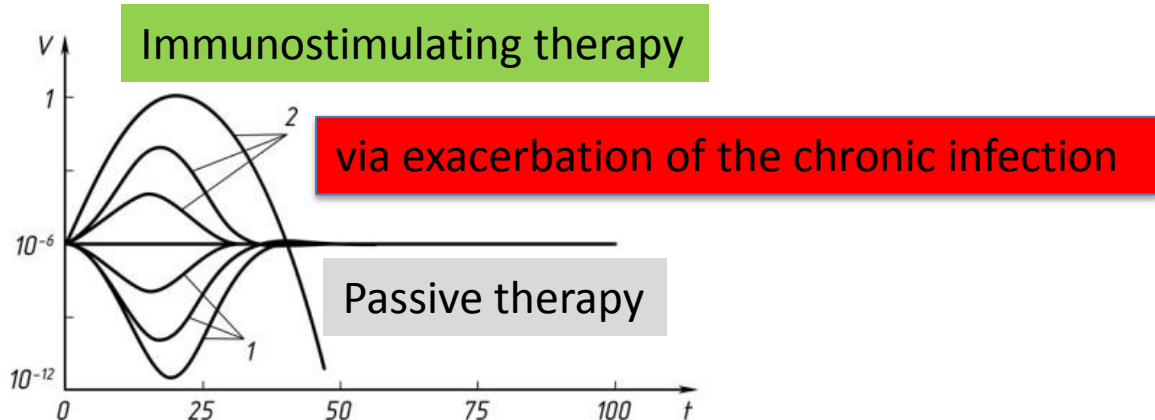 Immunostimulating therapy
V
1
2
via exacerbation of the chronic infection
10⁻⁶
Passive therapy
1
10⁻¹²
0 25 50 75 100 t